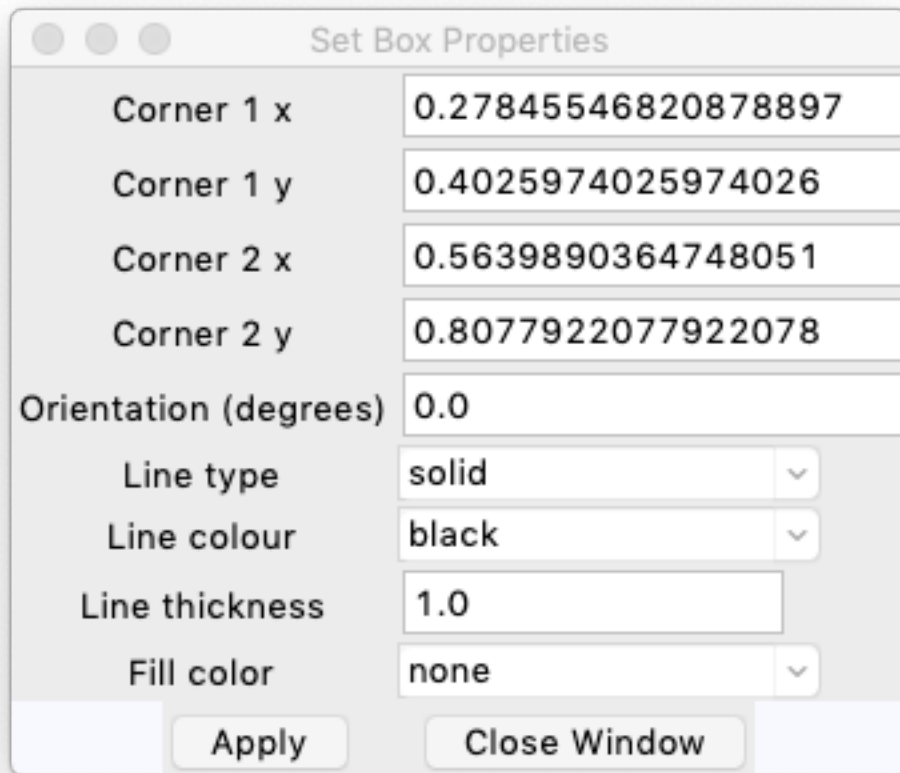 Set Box Properties
Corner 1 x 0.278455546820878897
Corner 1 y 0.4025974025974026
Corner 2 x 0.5639890364748051
Corner 2 y 0.8077922077922078
Orientation (degrees) 0.0
Line type solid
Line colour black
Line thickness 1.0
Fill color none
Apply Close Window